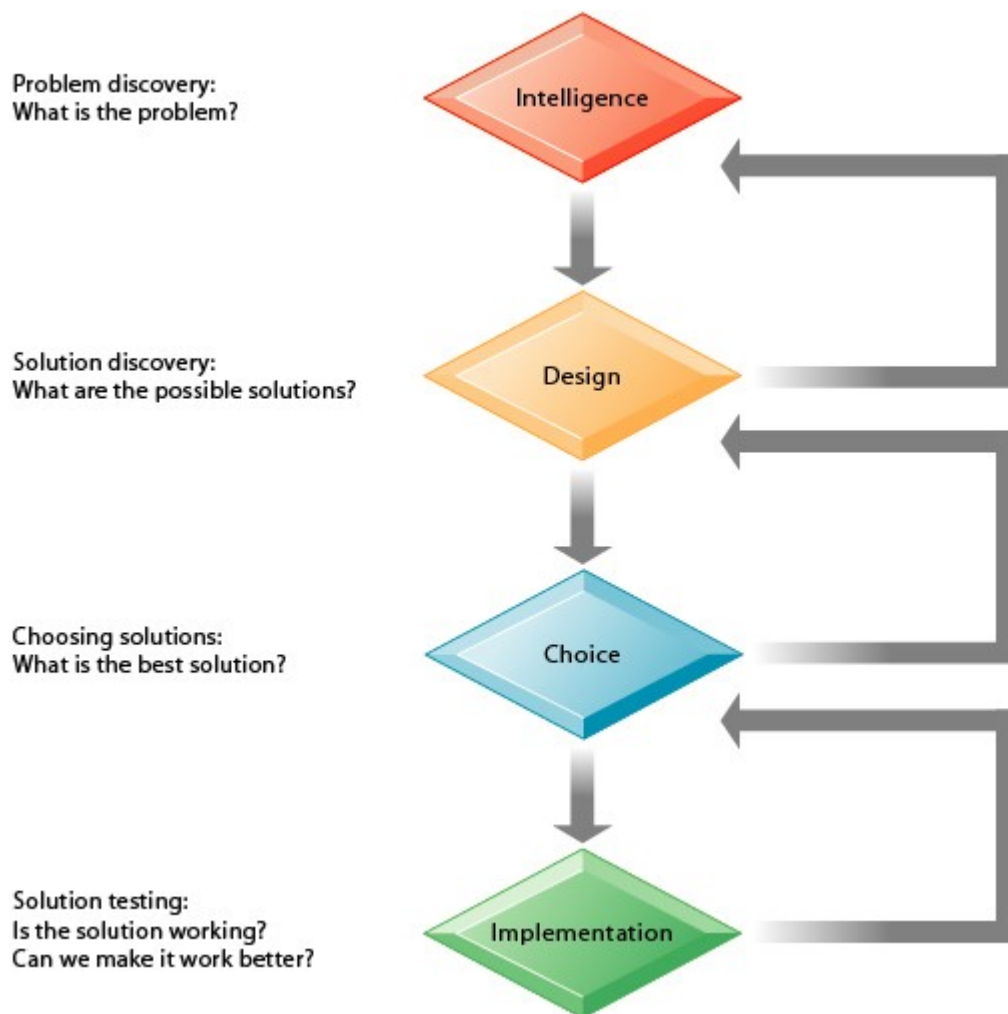 Problem discovery:
What is the problem?
Intelligence
Solution discovery:
What are the possible solutions?
Design
Choosing solutions:
What is the best solution?
Choice
Solution testing:
Is the solution working?
Can we make it work better?
Implementation